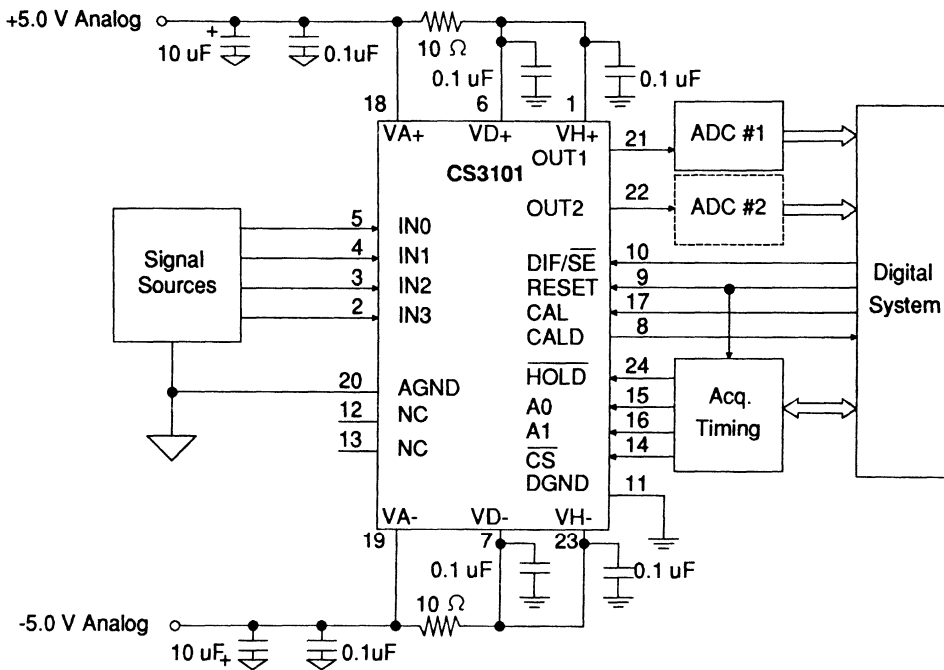 +5.0 V Analog
+
10 uF
0.1uF
10 Ω
0.1 uF
0.1 uF
18
6
1
VA+
VD+
VH+
CS3101
OUT1
21
ADC #1
OUT2
22
ADC #2
Signal
Sources
5
IN0
4
IN1
3
IN2
2
IN3
DIF/S̅E̅
10
RESET
9
CAL
17
CALD
8
Digital
System
20
AGND
12
NC
13
NC
H̅O̅L̅D̅
24
A0
15
A1
16
C̅S̅
14
DGND
11
Acq.
Timing
VA-
VD-
VH-
19
7
23
0.1 uF
0.1 uF
10 Ω
-5.0 V Analog
10 uF
+
0.1uF